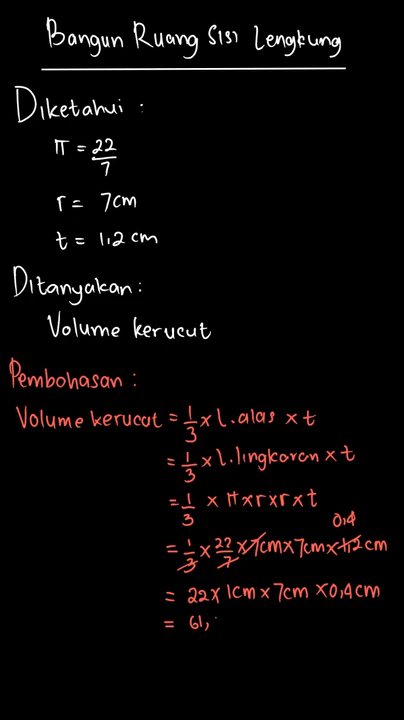 Bangun Ruang Sisi Lengkung
Diketahui :
π = 22/7
r = 7cm
t = 1,2 cm
Ditanyakan :
Volume kerucut
Pembahasan :
Volume kerucut = 1/3 x L.alas x t
= 1/3 x L.lingkaran x t
= 1/3 x π x r x r x t
0,4
= 1/3 x 22/7 x 7cm x 7cm x 1,2 cm
= 22 x 1cm x 7cm x 0,4cm
= 61,